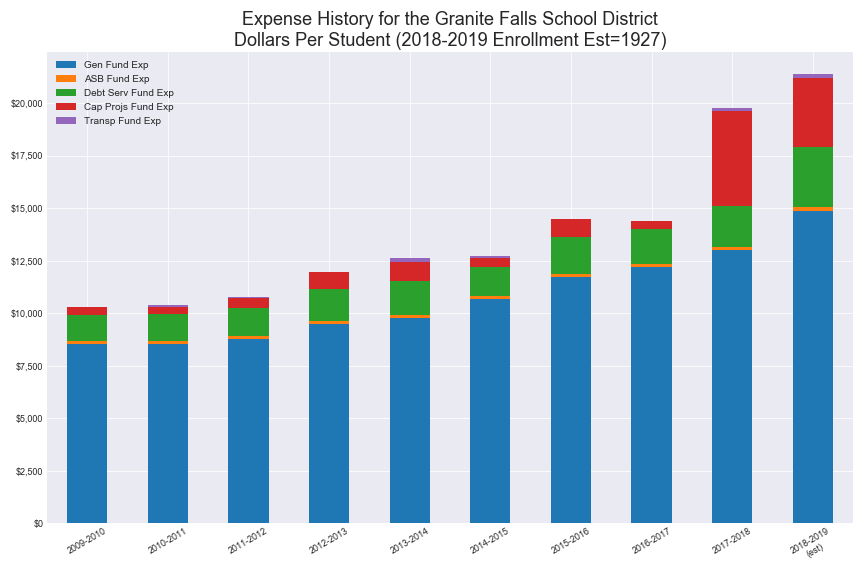 Expense History for the Granite Falls School District
Dollars Per Student (2018-2019 Enrollment Est=1927)
Gen Fund Exp
ASB Fund Exp
Debt Serv Fund Exp
Cap Projs Fund Exp
Transp Fund Exp
$20,000
$17,500
$15,000
$12,500
$10,000
$7,500
$5,000
$2,500
$0
2009-2010
2010-2011
2011-2012
2012-2013
2013-2014
2014-2015
2015-2016
2016-2017
2017-2018
2018-2019
(est)